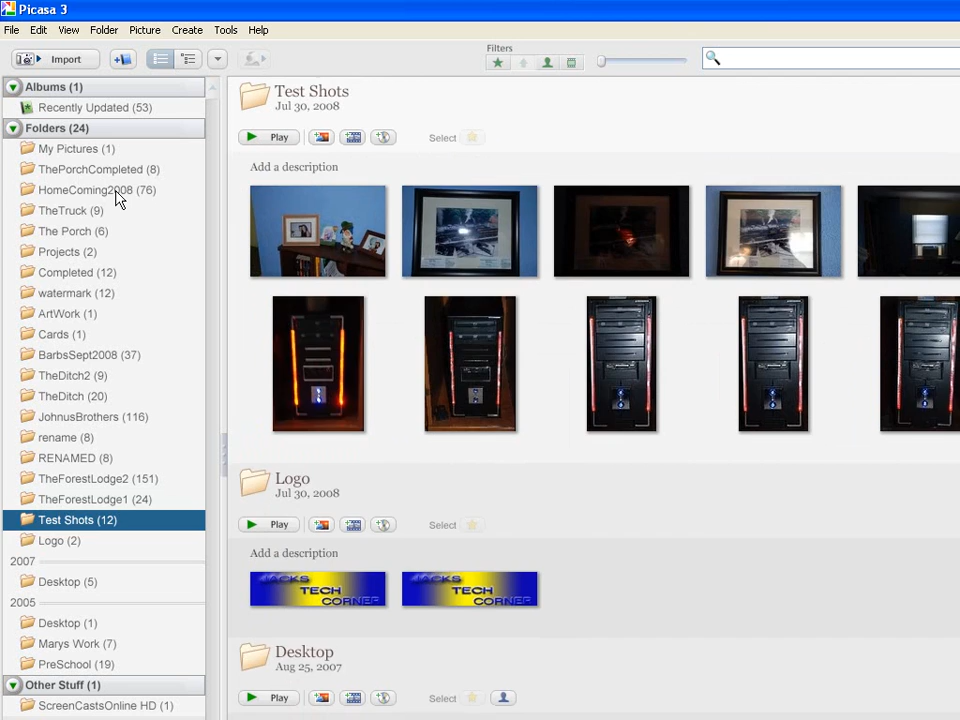 Picasa 3
File Edit View Folder Picture Create Tools Help
Import
Filters
Albums (1)
Recently Updated (53)
Folders (24)
My Pictures (1)
ThePorchCompleted (8)
HomeComing2008 (76)
TheTruck (9)
The Porch (6)
Projects (2)
Completed (12)
watermark (12)
ArtWork (1)
Cards (1)
BarbsSept2008 (37)
TheDitch2 (9)
TheDitch (20)
JohnusBrothers (116)
rename (8)
RENAMED (8)
TheForestLodge2 (151)
TheForestLodge1 (24)
Test Shots (12)
Logo (2)
2007
Desktop (5)
2005
Desktop (1)
Marys Work (7)
PreSchool (19)
Other Stuff (1)
ScreenCastsOnline HD (1)
Test Shots
Jul 30, 2008
Play Select
Add a description
Logo
Jul 30, 2008
Play Select
Add a description
JACKS TECH CORNER
JACKS TECH CORNER
Desktop
Aug 25, 2007
Play Select